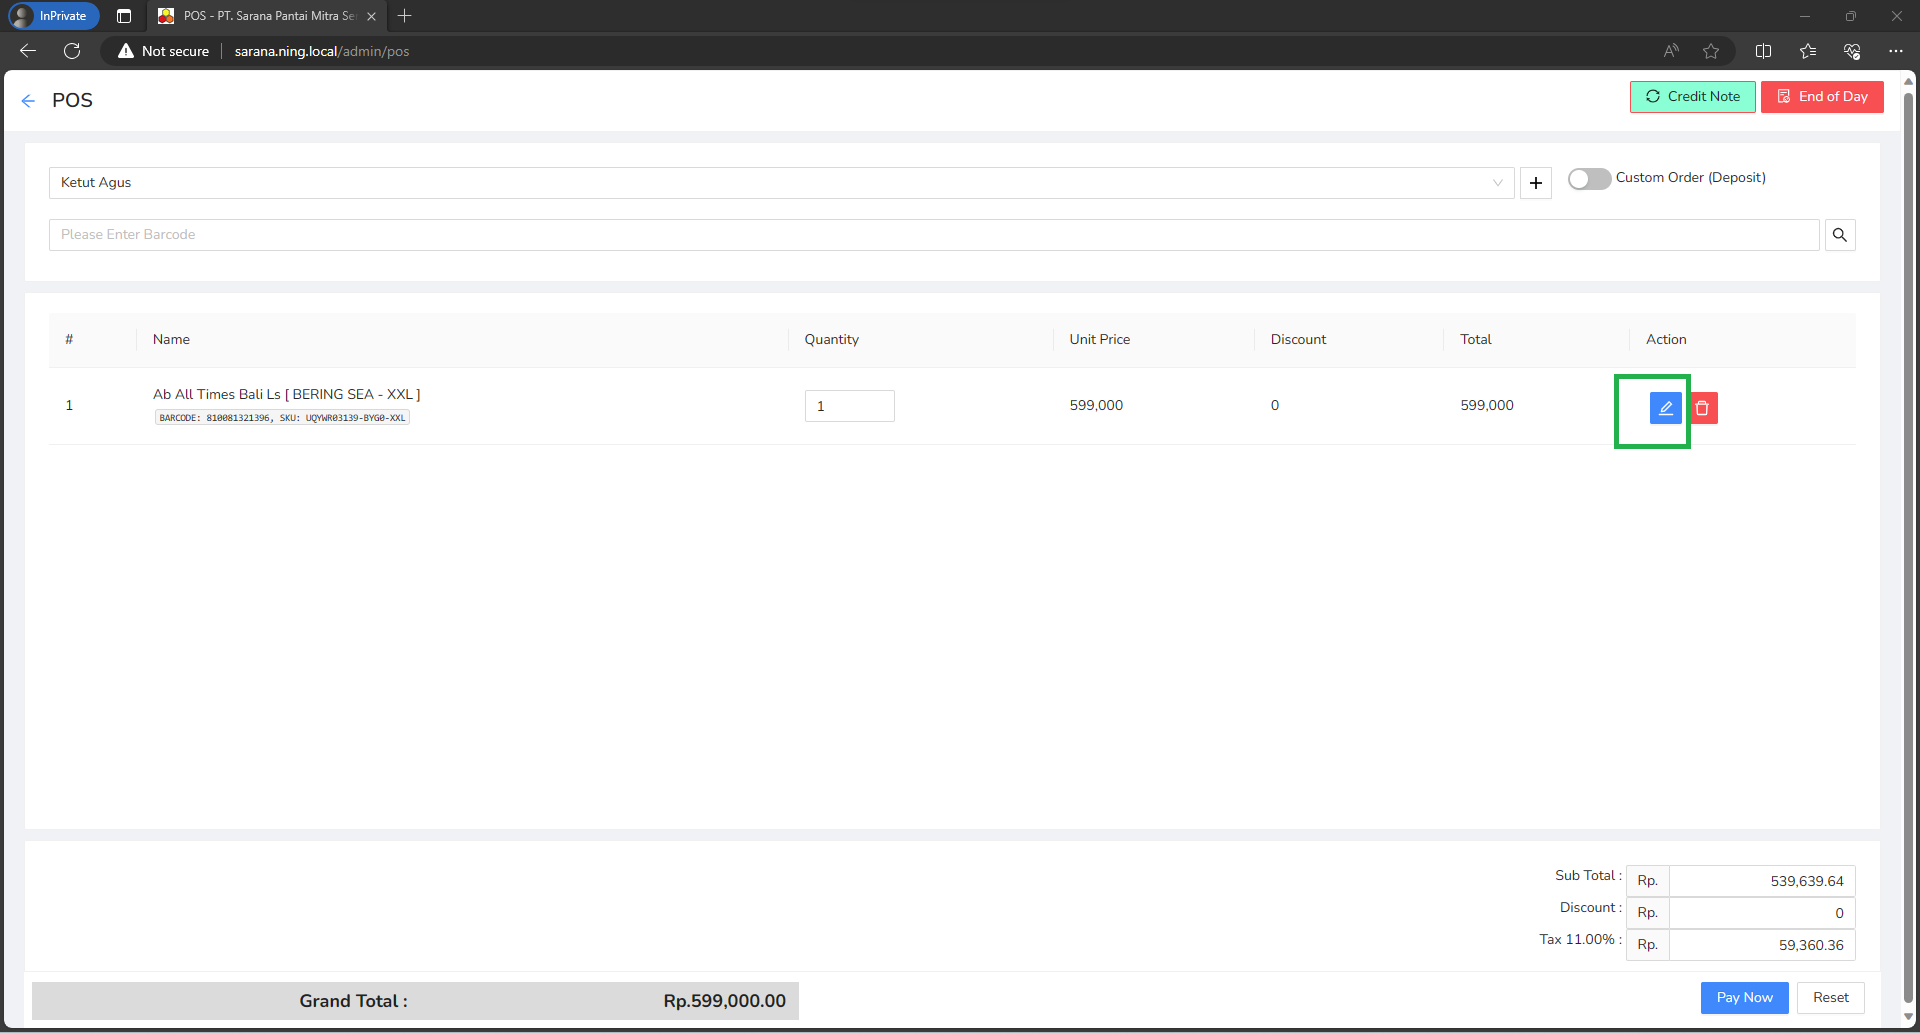 InPrivate
POS - PT. Sarana Pantai Mitra Se
Not secure
sarana.ning.local/admin/pos
POS
Credit Note
End of Day
Ketut Agus
Custom Order (Deposit)
Please Enter Barcode
# Name Quantity Unit Price Discount Total Action
1 Ab All Times Bali Ls [ BERING SEA - XXL ] 1 599,000 0 599,000
BARCODE: 810081321396, SKU: UQYWR03139-BYG0-XXL
Sub Total : Rp. 539,639.64
Discount : Rp. 0
Tax 11.00% : Rp. 59,360.36
Grand Total : Rp.599,000.00
Pay Now
Reset